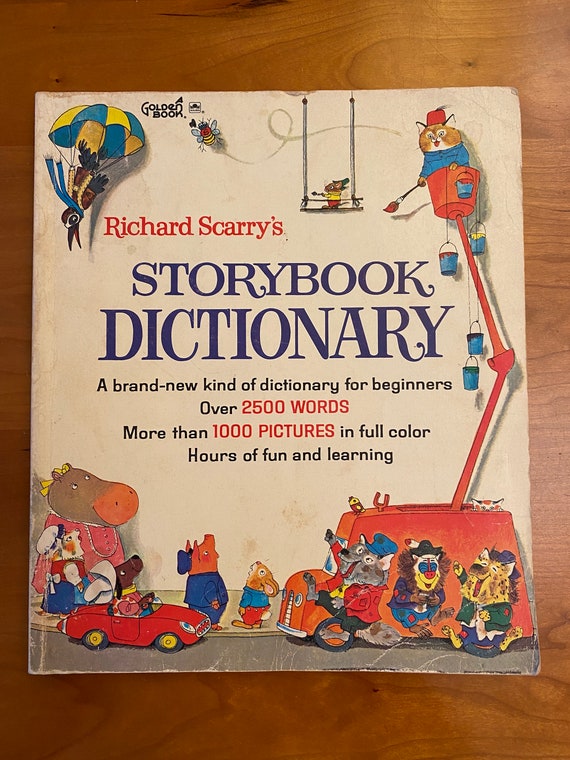 GOLDEN
BOOK
Richard Scarry's
STORYBOOK
DICTIONARY
A brand-new kind of dictionary for beginners
Over 2500 WORDS
More than 1000 PICTURES in full color
Hours of fun and learning